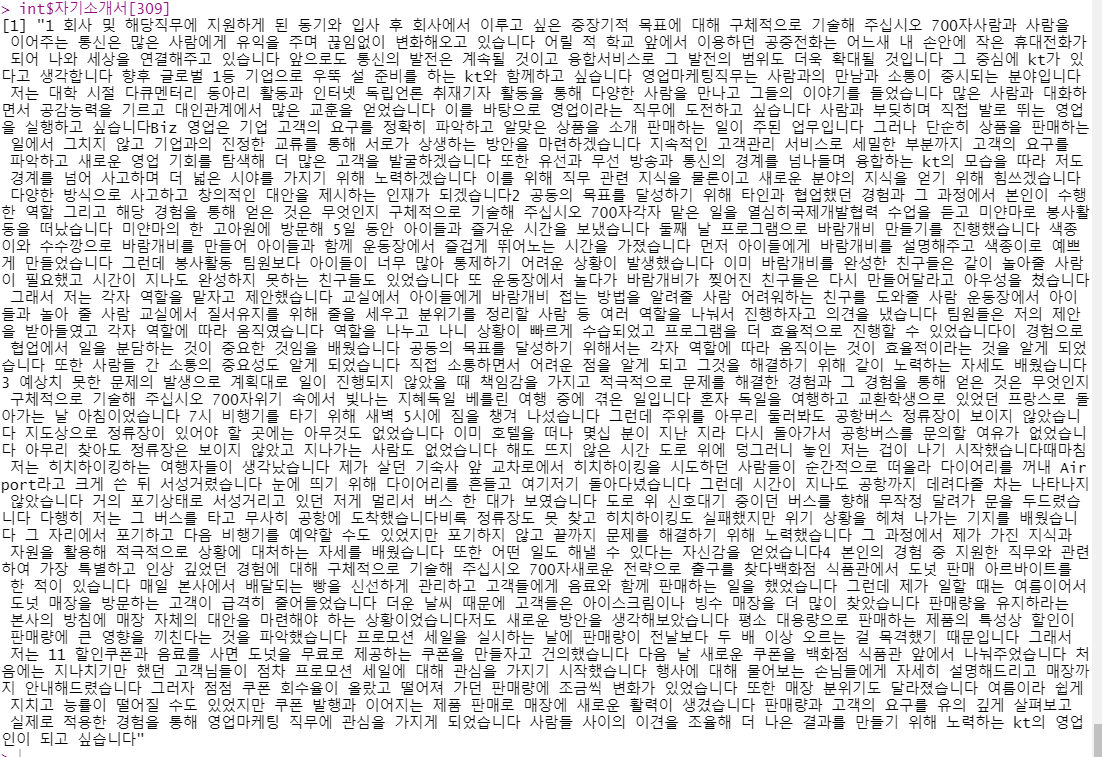 > int$자기소개서[309]
[1] "1 회사 및 해당직무에 지원하게 된 동기와 입사 후 회사에서 이루고 싶은 중장기적 목표에 대해 구체적으로 기술해 주십시오 700자사람과 사람을
이어주는 통신은 많은 사람에게 유익을 주며 끊임없이 변화해오고 있습니다 어릴 적 학교 앞에서 이용하던 공중전화는 어느새 내 손안에 작은 휴대전화가
되어 나와 세상을 연결해주고 있습니다 앞으로도 통신의 발전은 계속될 것이고 융합서비스로 그 발전의 범위도 더욱 확대될 것입니다 그 중심에 kt가 있
다고 생각합니다 향후 글로벌 1등 기업으로 우뚝 설 준비를 하는 kt와 함께하고 싶습니다 영업마케팅직무는 사람과의 만남과 소통이 중시되는 분야입니다
저는 대학 시절 다큐멘터리 동아리 활동과 인터넷 독립언론 취재기자 활동을 통해 다양한 사람을 만나고 그들의 이야기를 들었습니다 많은 사람과 대화하
면서 공감능력을 기르고 대인관계에서 많은 교훈을 얻었습니다 이를 바탕으로 영업이라는 직무에 도전하고 싶습니다 사람과 부딪히며 직접 발로 뛰는 영업
을 실행하고 싶습니다Biz 영업은 기업 고객의 요구를 정확히 파악하고 알맞은 상품을 소개 판매하는 일이 주된 업무입니다 그러나 단순히 상품을 판매하는
일에서 그치지 않고 기업과의 진정한 교류를 통해 서로가 상생하는 방안을 마련하겠습니다 지속적인 고객관리 서비스로 세밀한 부분까지 고객의 요구를
파악하고 새로운 영업 기회를 탐색해 더 많은 고객을 발굴하겠습니다 또한 유선과 무선 방송과 통신의 경계를 넘나들며 융합하는 kt의 모습을 따라 저도
경계를 넘어 사고하며 더 넓은 시야를 가지기 위해 노력하겠습니다 이를 위해 직무 관련 지식을 물론이고 새로운 분야의 지식을 얻기 위해 힘쓰겠습니다
다양한 방식으로 사고하고 창의적인 대안을 제시하는 인재가 되겠습니다2 공동의 목표를 달성하기 위해 타인과 협업했던 경험과 그 과정에서 본인이 수행
한 역할 그리고 해당 경험을 통해 얻은 것은 무엇인지 구체적으로 기술해 주십시오 700자각자 맡은 일을 열심히국제개발협력 수업을 듣고 미얀마로 봉사활
동을 떠났습니다 미얀마의 한 고아원에 방문해 5일 동안 아이들과 즐거운 시간을 보냈습니다 둘째 날 프로그램으로 바람개비 만들기를 진행했습니다 색종
이와 수수깡으로 바람개비를 만들어 아이들과 함께 운동장에서 즐겁게 뛰어노는 시간을 가졌습니다 먼저 아이들에게 바람개비를 설명해주고 색종이로 예쁘
게 만들었습니다 그런데 봉사활동 팀원보다 아이들이 너무 많아 통제하기 어려운 상황이 발생했습니다 이미 바람개비를 완성한 친구들은 같이 놀아줄 사람
이 필요했고 시간이 지나도 완성하지 못하는 친구들도 있었습니다 또 운동장에서 놀다가 바람개비가 찢어진 친구들은 다시 만들어달라고 아우성을 쳤습니다
그래서 저는 각자 역할을 맡자고 제안했습니다 교실에서 아이들에게 바람개비 접는 방법을 알려줄 사람 어려워하는 친구를 도와줄 사람 운동장에서 아이
들과 놀아 줄 사람 교실에서 질서유지를 위해 줄을 세우고 분위기를 정리할 사람 등 여러 역할을 나눠서 진행하자고 의견을 냈습니다 팀원들은 저의 제안
을 받아들였고 각자 역할에 따라 움직였습니다 역할을 나누고 나니 상황이 빠르게 수습되었고 프로그램을 더 효율적으로 진행할 수 있었습니다이 경험으로
협업에서 일을 분담하는 것이 중요한 것임을 배웠습니다 공동의 목표를 달성하기 위해서는 각자 역할에 따라 움직이는 것이 효율적이라는 것을 알게 되었
습니다 또한 사람들 간 소통의 중요성도 알게 되었습니다 직접 소통하면서 어려운 점을 알게 되고 그것을 해결하기 위해 같이 노력하는 자세도 배웠습니다
3 예상치 못한 문제의 발생으로 계획대로 일이 진행되지 않았을 때 책임감을 가지고 적극적으로 문제를 해결한 경험과 그 경험을 통해 얻은 것은 무엇인지
구체적으로 기술해 주십시오 700자위기 속에서 빛나는 지혜독일 베를린 여행 중에 겪은 일입니다 혼자 독일을 여행하고 교환학생으로 있었던 프랑스로 돌
아가는 날 아침이었습니다 7시 비행기를 타기 위해 새벽 5시에 짐을 챙겨 나섰습니다 그런데 주위를 아무리 둘러봐도 공항버스 정류장이 보이지 않았습니
다 지도상으로 정류장이 있어야 할 곳에는 아무것도 없었습니다 이미 호텔을 떠나 몇십 분이 지난 지라 다시 돌아가서 공항버스를 문의할 여유가 없었습니
다 아무리 찾아도 정류장은 보이지 않았고 지나가는 사람도 없었습니다 해도 뜨지 않은 시간 도로 위에 덩그러니 놓인 저는 겁이 나기 시작했습니다때마침
저는 히치하이킹하는 여행자들이 생각났습니다 제가 살던 기숙사 앞 교차로에서 히치하이킹을 시도하던 사람들이 순간적으로 떠올라 다이어리를 꺼내 Air
port라고 크게 쓴 뒤 서성거렸습니다 눈에 띄기 위해 다이어리를 흔들고 여기저기 돌아다녔습니다 그런데 시간이 지나도 공항까지 데려다줄 차는 나타나지
않았습니다 거의 포기상태로 서성거리고 있던 저게 멀리서 버스 한 대가 보였습니다 도로 위 신호대기 중이던 버스를 향해 무작정 달려가 문을 두드렸습
니다 다행히 저는 그 버스를 타고 무사히 공항에 도착했습니다비록 정류장도 못 찾고 히치하이킹도 실패했지만 위기 상황을 헤쳐 나가는 기지를 배웠습니
다 그 자리에서 포기하고 다음 비행기를 예약할 수도 있었지만 포기하지 않고 끝까지 문제를 해결하기 위해 노력했습니다 그 과정에서 제가 가진 지식과
자원을 활용해 적극적으로 상황에 대처하는 자세를 배웠습니다 또한 어떤 일도 해낼 수 있다는 자신감을 얻었습니다4 본인의 경험 중 지원한 직무와 관련
하여 가장 특별하고 인상 깊었던 경험에 대해 구체적으로 기술해 주십시오 700자새로운 전략으로 출구를 찾다백화점 식품관에서 도넛 판매 아르바이트를
한 적이 있습니다 매일 본사에서 배달되는 빵을 신선하게 관리하고 고객들에게 음료와 함께 판매하는 일을 했었습니다 그런데 제가 일할 때는 여름이어서
도넛 매장을 방문하는 고객이 급격히 줄어들었습니다 더운 날씨 때문에 고객들은 아이스크림이나 빙수 매장을 더 많이 찾았습니다 판매량을 유지하라는
본사의 방침에 매장 자체의 대안을 마련해야 하는 상황이었습니다저도 새로운 방안을 생각해보았습니다 평소 대용량으로 판매하는 제품의 특성상 할인이
판매량에 큰 영향을 끼친다는 것을 파악했습니다 프로모션 세일을 실시하는 날에 판매량이 전날보다 두 배 이상 오르는 걸 목격했기 때문입니다 그래서
저는 11 할인쿠폰과 음료를 사면 도넛을 무료로 제공하는 쿠폰을 만들자고 건의했습니다 다음 날 새로운 쿠폰을 백화점 식품관 앞에서 나눠주었습니다 처
음에는 지나치기만 했던 고객님들이 점차 프로모션 세일에 대해 관심을 가지기 시작했습니다 행사에 대해 물어보는 손님들에게 자세히 설명해드리고 매장까
지 안내해드렸습니다 그러자 점점 쿠폰 회수율이 올랐고 떨어져 가던 판매량에 조금씩 변화가 있었습니다 또한 매장 분위기도 달라졌습니다 여름이라 쉽게
지치고 능률이 떨어질 수도 있었지만 쿠폰 발행과 이어지는 제품 판매로 매장에 새로운 활력이 생겼습니다 판매량과 고객의 요구를 유의 깊게 살펴보고
실제로 적용한 경험을 통해 영업마케팅 직무에 관심을 가지게 되었습니다 사람들 사이의 이견을 조율해 더 나은 결과를 만들기 위해 노력하는 kt의 영업
인이 되고 싶습니다"
>